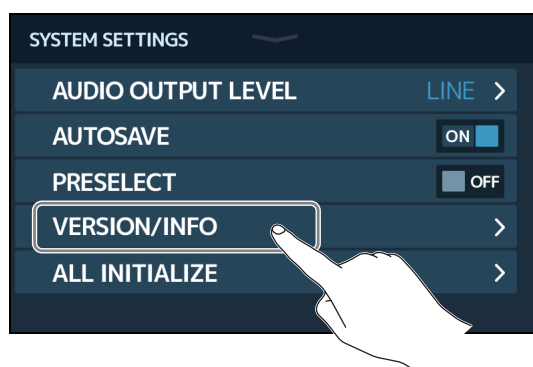 SYSTEM SETTINGS
AUDIO OUTPUT LEVEL LINE
AUTOSAVE ON
PRESELECT OFF
VERSION/INFO
ALL INITIALIZE